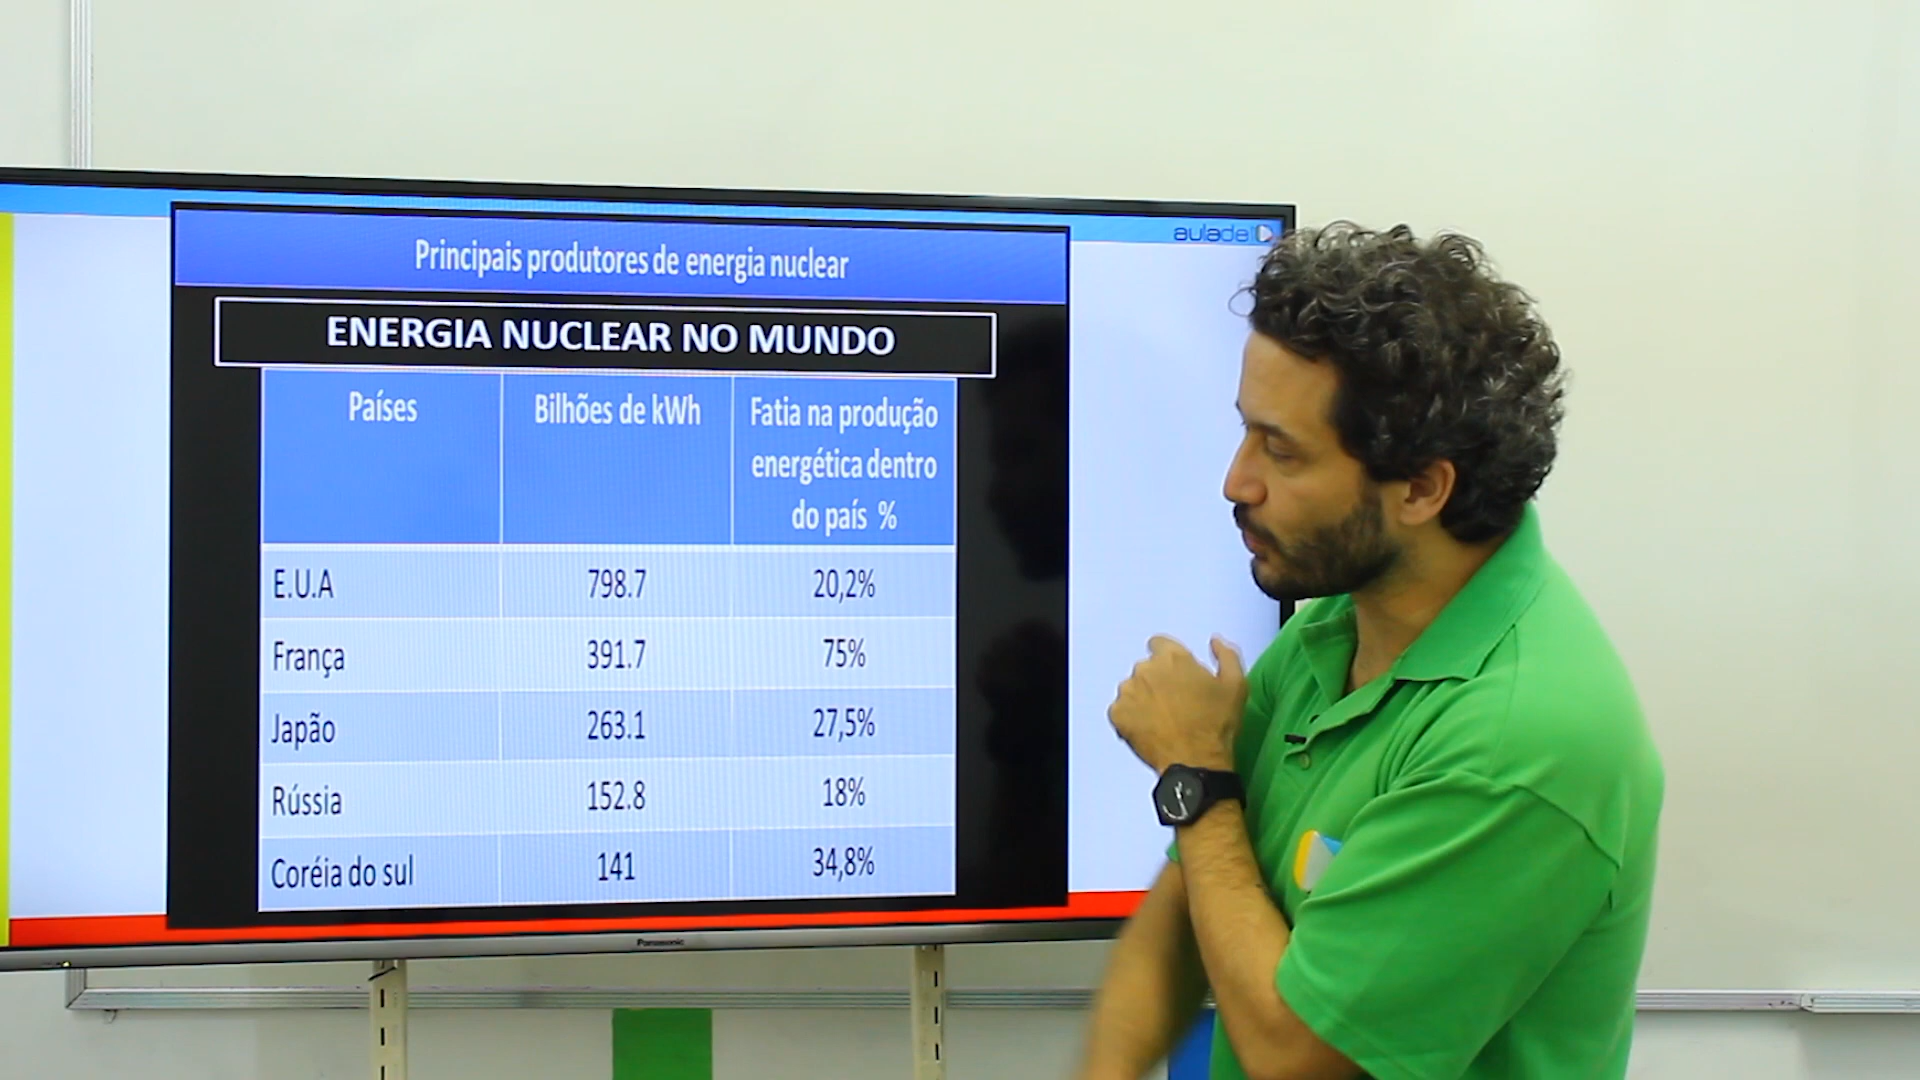 aulade
Principais produtores de energia nuclear
ENERGIA NUCLEAR NO MUNDO
Países Bilhões de kWh Fatia na produção
energética dentro
do país %
E.U.A 798.7 20,2%
França 391.7 75%
Japão 263.1 27,5%
Rússia 152.8 18%
Coréia do sul 141 34,8%
Panasonic